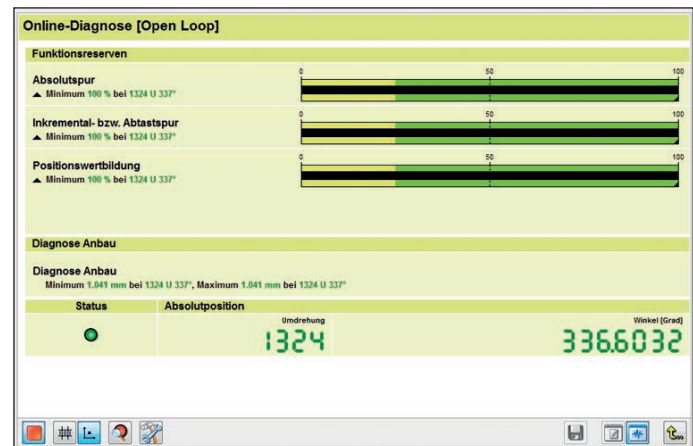 Online-Diagnose [Open Loop]
Funktionsreserven
Absolutspur
Minimum 100 % bei 1324 U 337°
0 50 100
Inkremental- bzw. Abtastspur
Minimum 100 % bei 1324 U 337°
0 50 100
Positionswertbildung
Minimum 100 % bei 1324 U 337°
0 50 100
Diagnose Anbau
Diagnose Anbau
Minimum 1.041 mm bei 1324 U 337°, Maximum 1.041 mm bei 1324 U 337°
Status Absolutposition
Umdrehung Winkel [Grad]
1324 336.6032